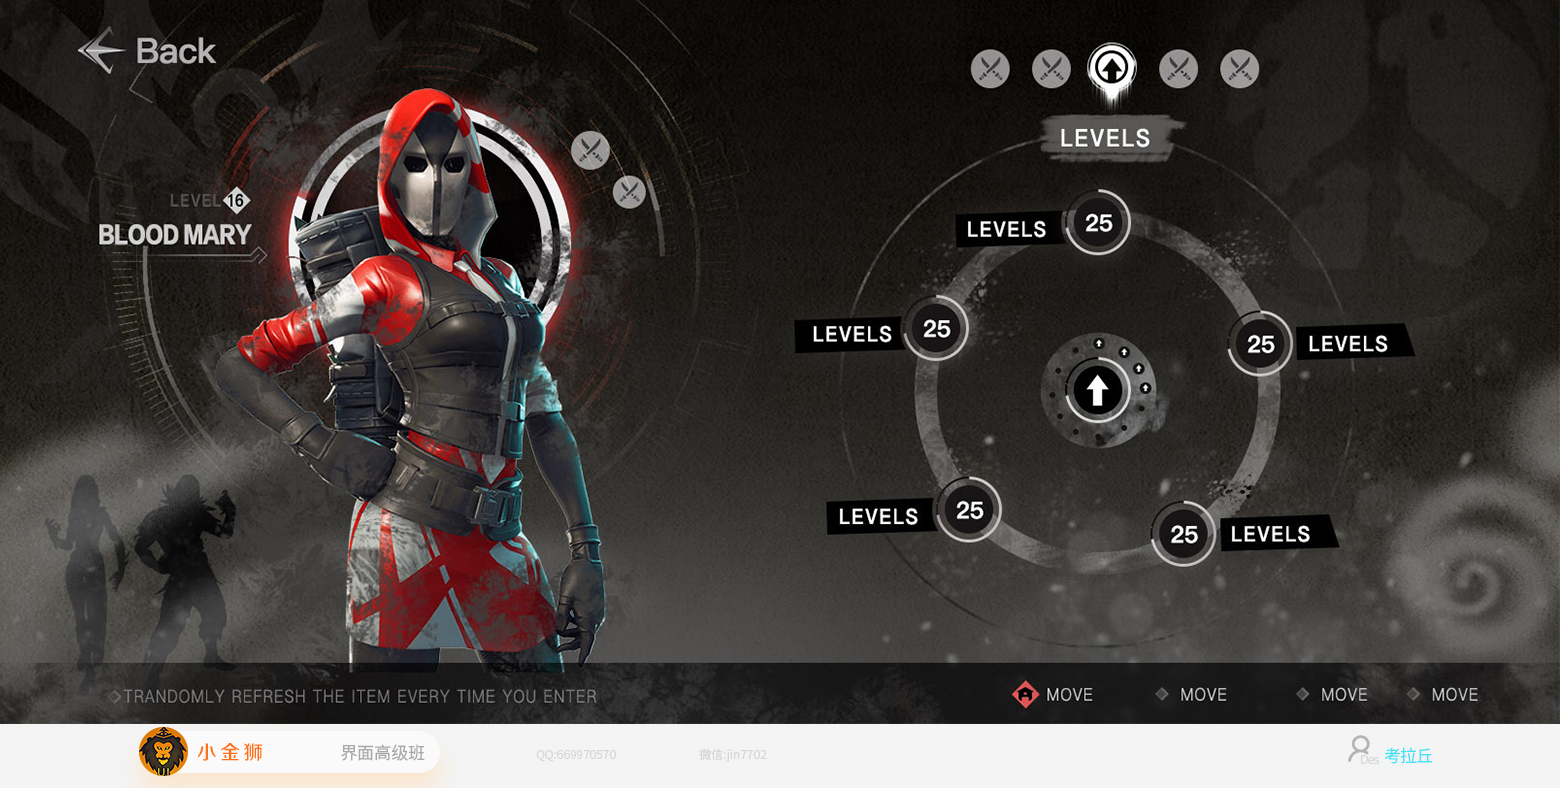 Back
LEVELS
LEVEL 16
BLOOD MARY
25
LEVELS
LEVELS
25
25
LEVELS
LEVELS
25
25
LEVELS
TRANDOMLY REFRESH THE ITEM EVERY TIME YOU ENTER
MOVE
MOVE
MOVE
MOVE
小金狮
界面高级班
QQ:669970570
微信:jin7702
Des
考拉丘
UI